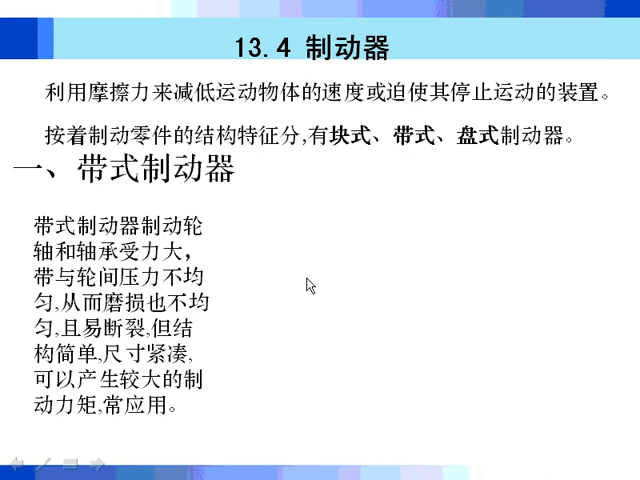 13.4 制动器
利用摩擦力来减低运动物体的速度或迫使其停止运动的装置。
按着制动零件的结构特征分,有块式、带式、盘式制动器。
一、带式制动器
带式制动器制动轮
轴和轴承受力大，
带与轮间压力不均
匀,从而磨损也不均
匀,且易断裂,但结
构简单,尺寸紧凑,
可以产生较大的制
动力矩,常应用。